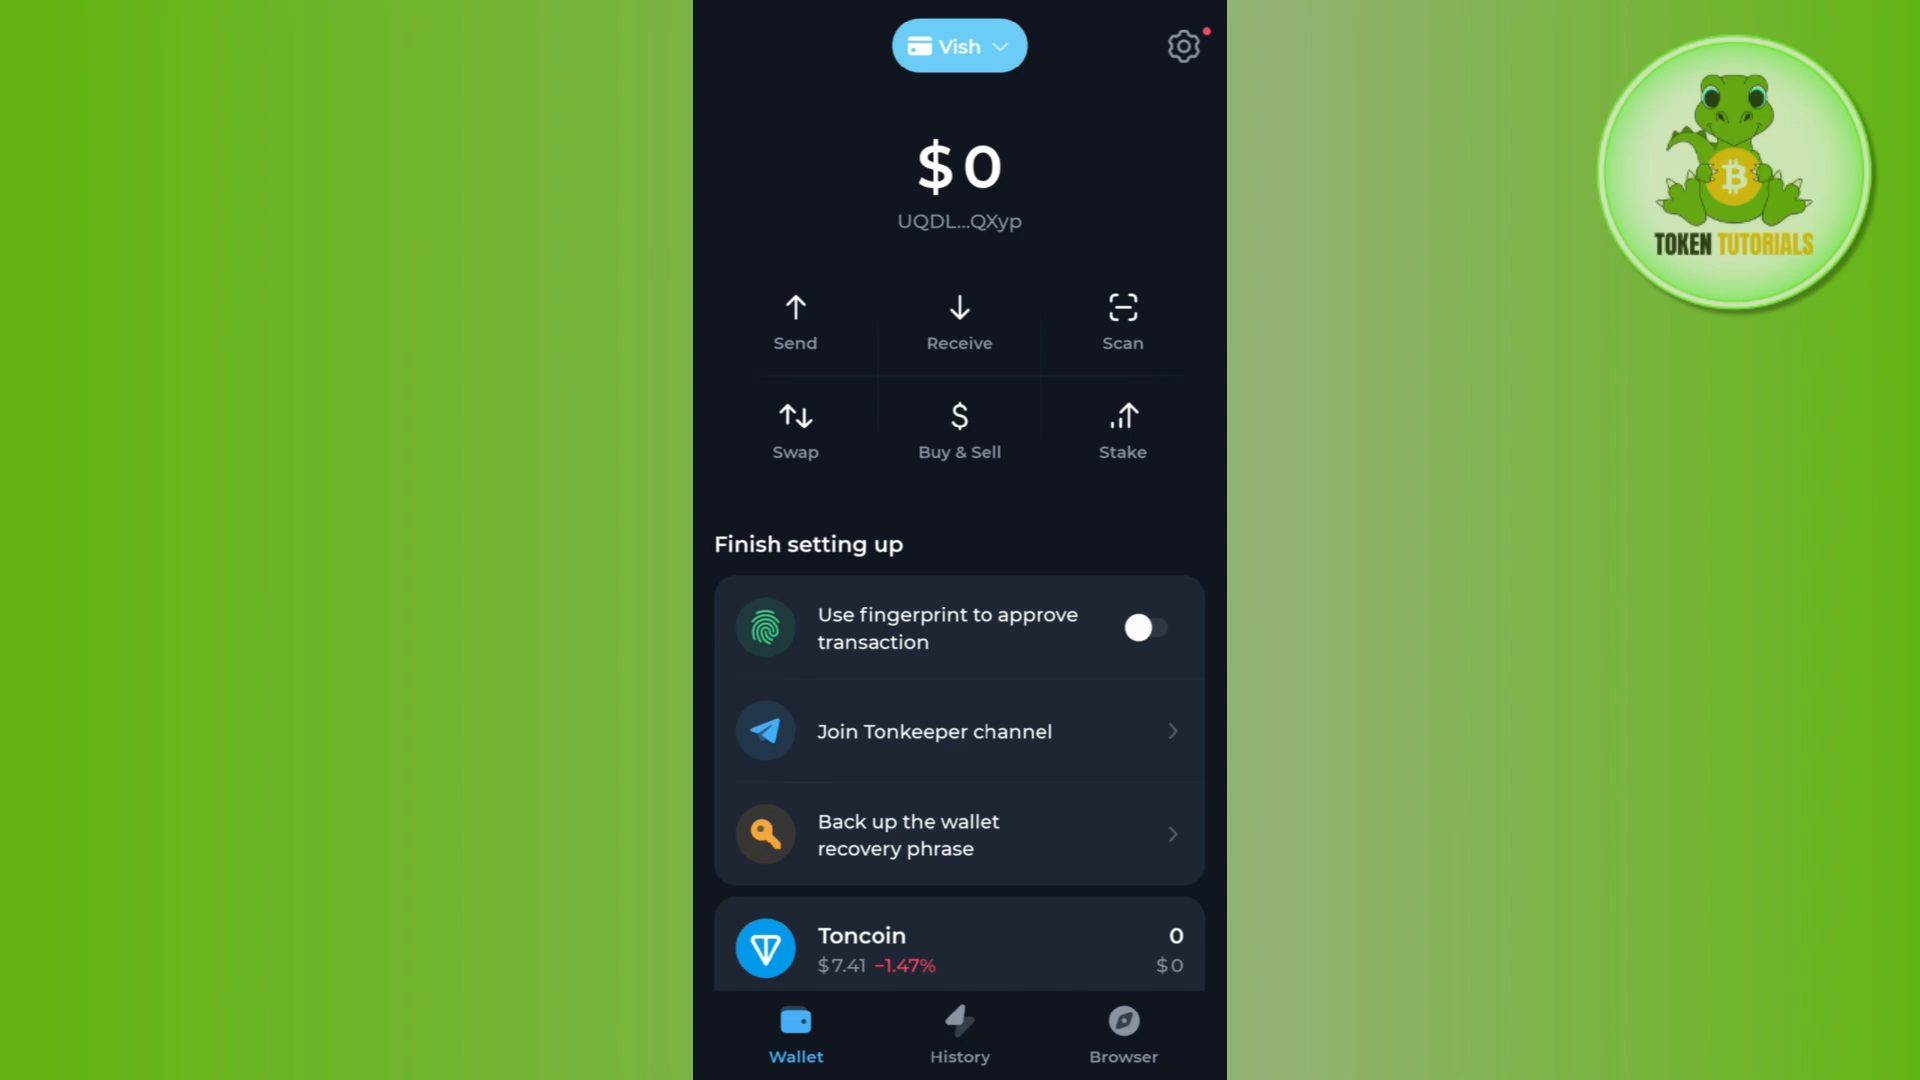 Vish
$0
UQDL...QXyp
Send
Receive
Scan
Swap
Buy & Sell
Stake
Finish setting up
Use fingerprint to approve
transaction
Join Tonkeeper channel
Back up the wallet
recovery phrase
Toncoin
0
$7.41 −1.47%
$0
Wallet
History
Browser
TOKEN TUTORIALS